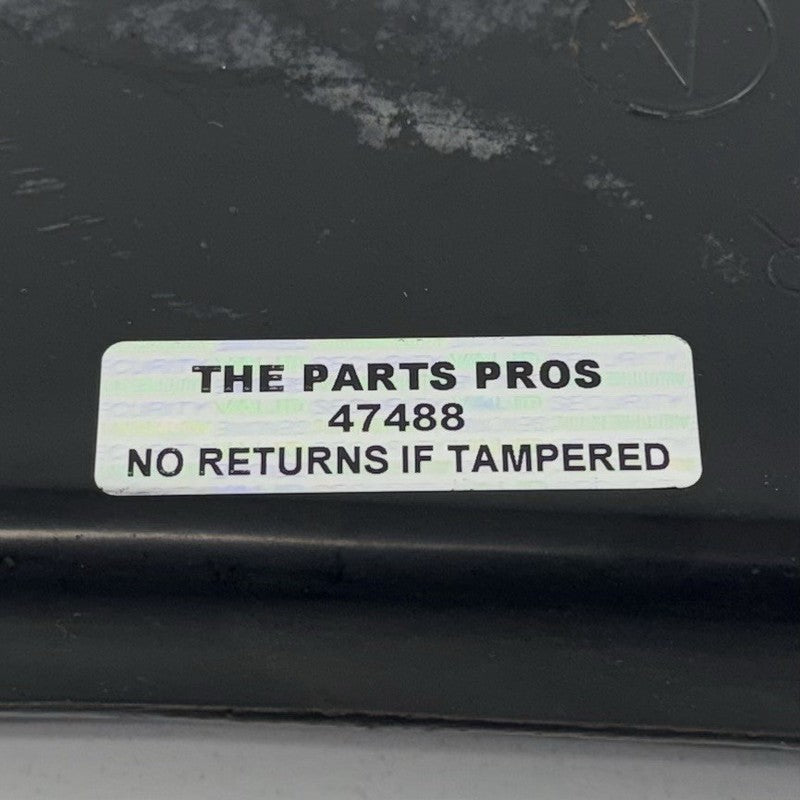 THE PARTS PROS
47488
NO RETURNS IF TAMPERED